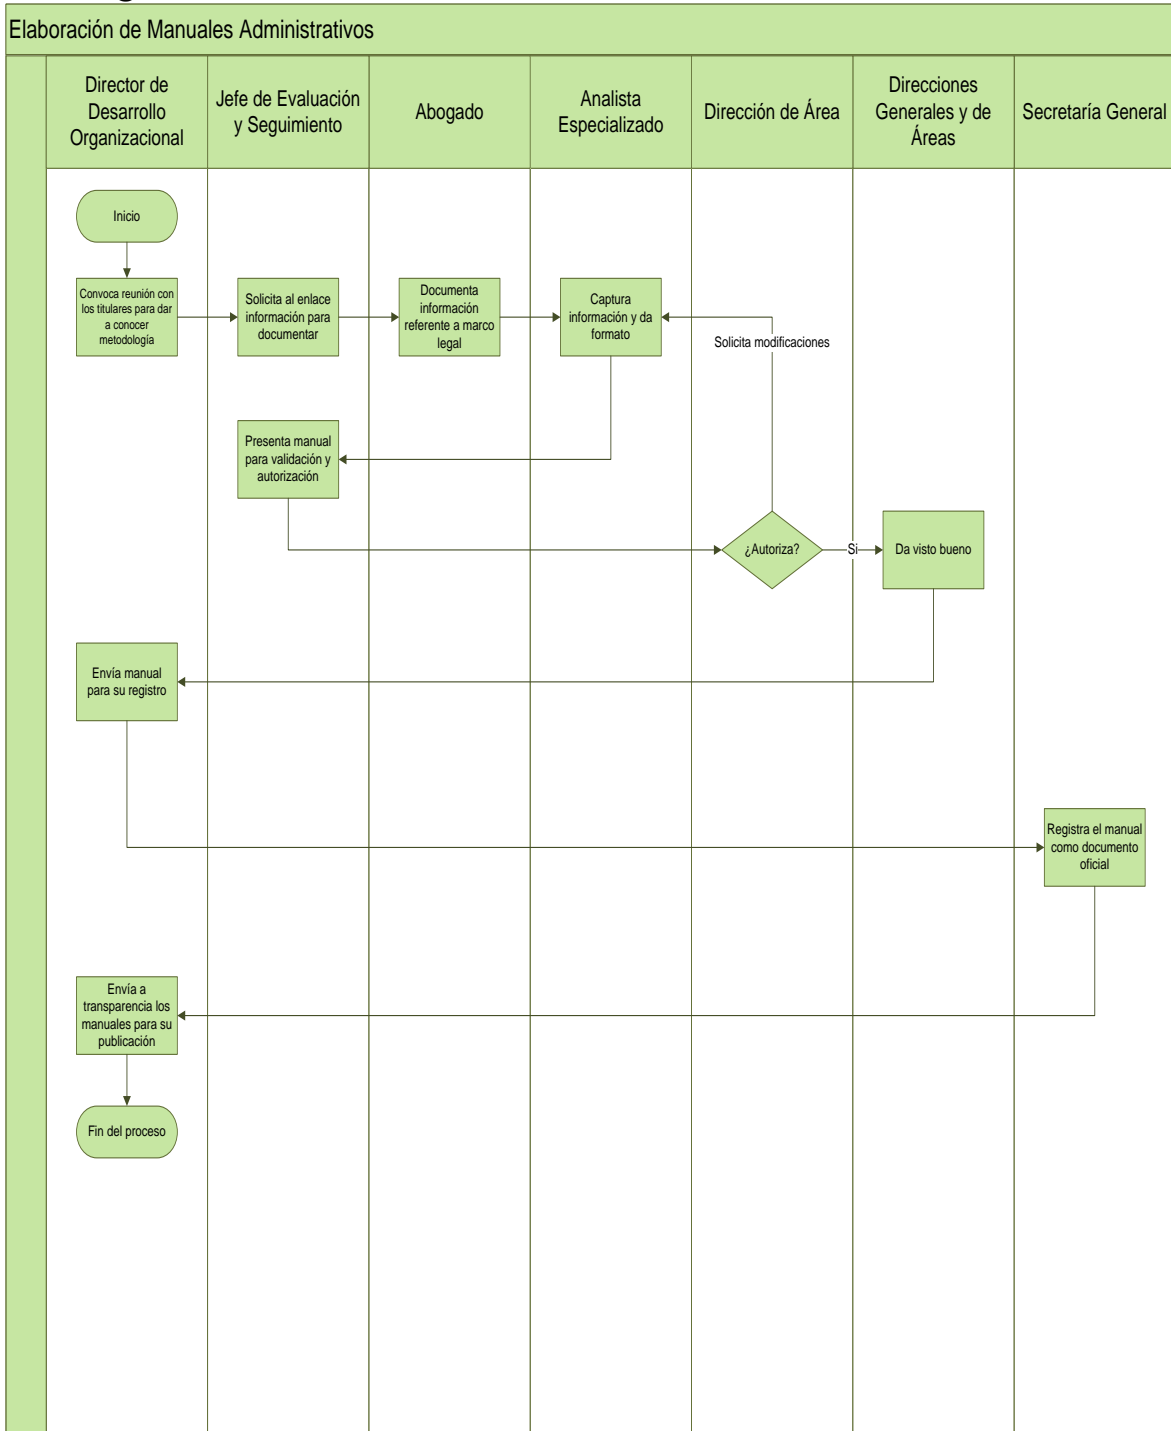 Elaboración de Manuales Administrativos
Director de
Desarrollo
Organizacional
Jefe de Evaluación
y Seguimiento
Abogado
Analista
Especializado
Dirección de Área
Direcciones
Generales y de
Áreas
Secretaría General
Inicio
Convoca reunión con
los titulares para dar
a conocer
metodología
Solicita al enlace
información para
documentar
Documenta
información
referente a marco
legal
Captura
información y da
formato
Solicita modificaciones
Presenta manual
para validación y
autorización
¿Autoriza?
Si
Da visto bueno
Envía manual
para su registro
Registra el manual
como documento
oficial
Envía a
transparencia los
manuales para su
publicación
Fin del proceso